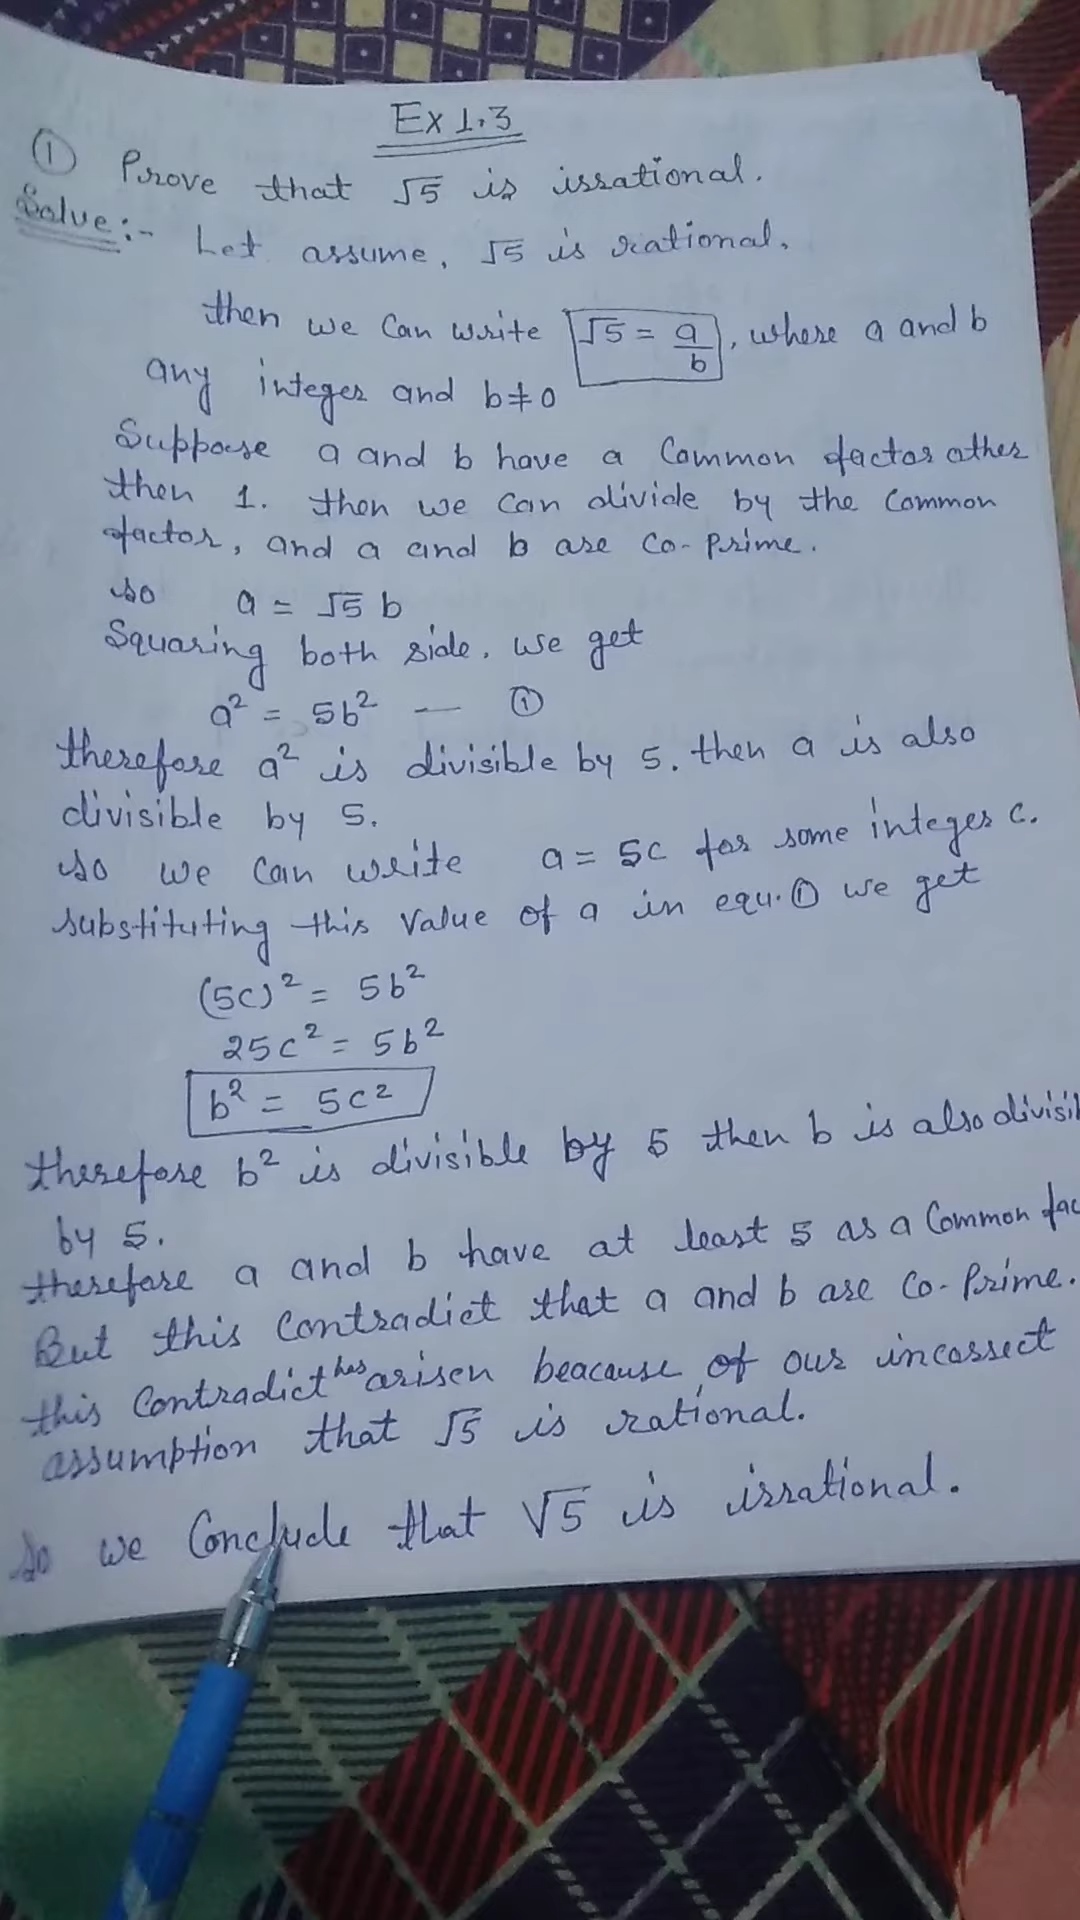 Ex 1.3
① Prove that √5 is irrational.
Solve:- Let assume, √5 is rational.
then we can write √5 = a/b, where a and b
any integer and b≠0
Suppose a and b have a common factor other
then 1. then we can divide by the common
factor, and a and b are co-prime.
so a = √5 b
Squaring both side, we get
a² = 5b² — ①
therefore a² is divisible by 5. then a is also
divisible by 5.
so we can write a = 5c for some integer c.
substituting this value of a in equ.① we get
(5c)² = 5b²
25c² = 5b²
b² = 5c²
therefore b² is divisible by 5 then b is also divisib
by 5.
therefore a and b have at least 5 as a common fac
But this contradict that a and b are co-prime.
this contradict has arisen beacause of our incorrect
assumption that √5 is rational.
so we conclude that √5 is irrational.